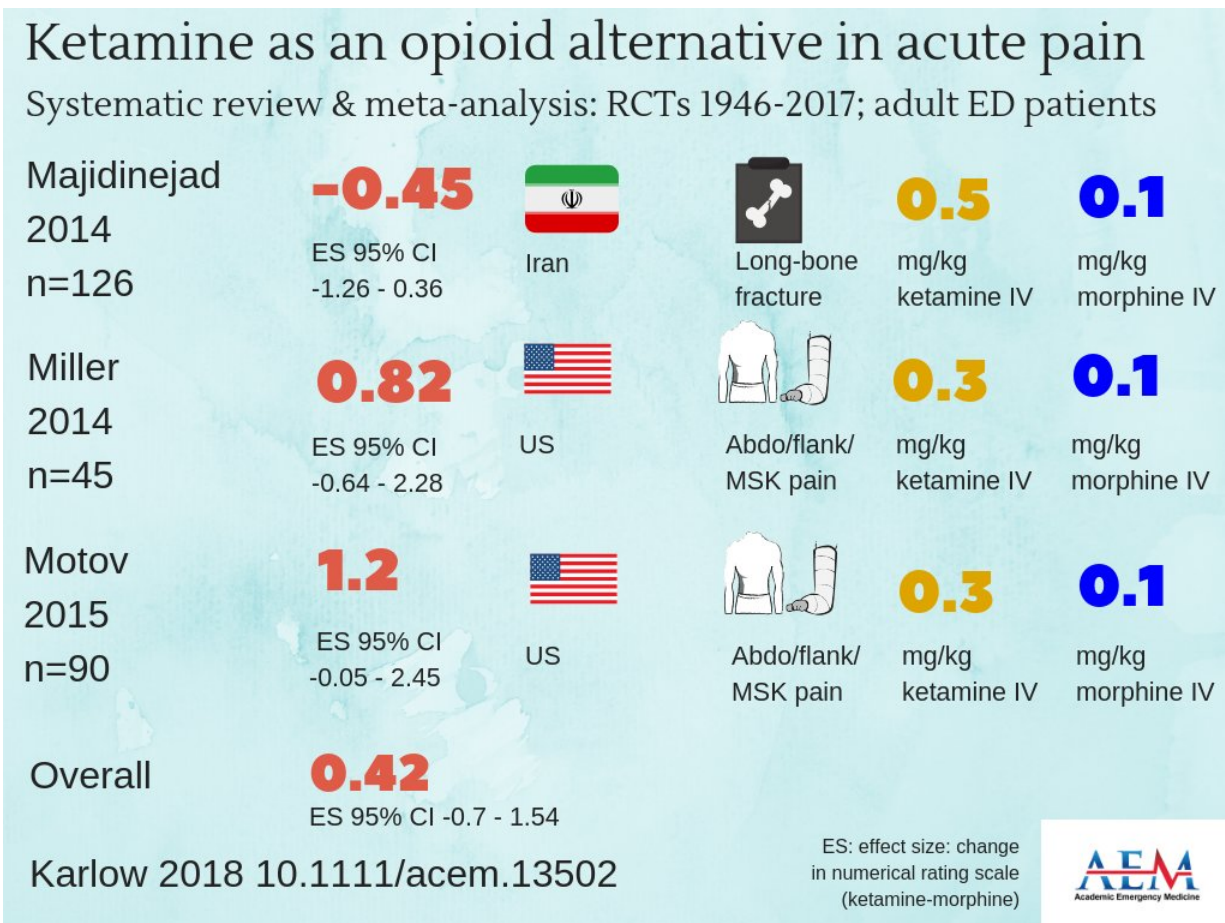 Ketamine as an opioid alternative in acute pain
Systematic review & meta-analysis: RCTs 1946-2017; adult ED patients
Majidinejad
2014
n=126
-0.45
ES 95% CI
-1.26 - 0.36
Iran
Long-bone
fracture
0.5
mg/kg
ketamine IV
0.1
mg/kg
morphine IV
Miller
2014
n=45
0.82
ES 95% CI
-0.64 - 2.28
US
Abdo/flank/
MSK pain
0.3
mg/kg
ketamine IV
0.1
mg/kg
morphine IV
Motov
2015
n=90
1.2
ES 95% CI
-0.05 - 2.45
US
Abdo/flank/
MSK pain
0.3
mg/kg
ketamine IV
0.1
mg/kg
morphine IV
Overall
0.42
ES 95% CI -0.7 - 1.54
Karlow 2018 10.1111/acem.13502
ES: effect size: change
in numerical rating scale
(ketamine-morphine)
AEM
Academic Emergency Medicine